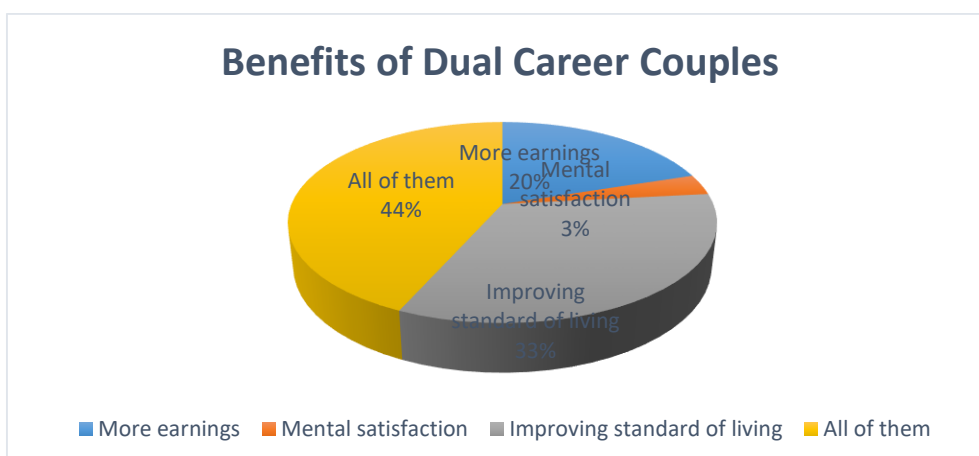 Benefits of Dual Career Couples
More earnings
20%
Mental
satisfaction
3%
All of them
44%
Improving
standard of living
33%
More earnings
Mental satisfaction
Improving standard of living
All of them